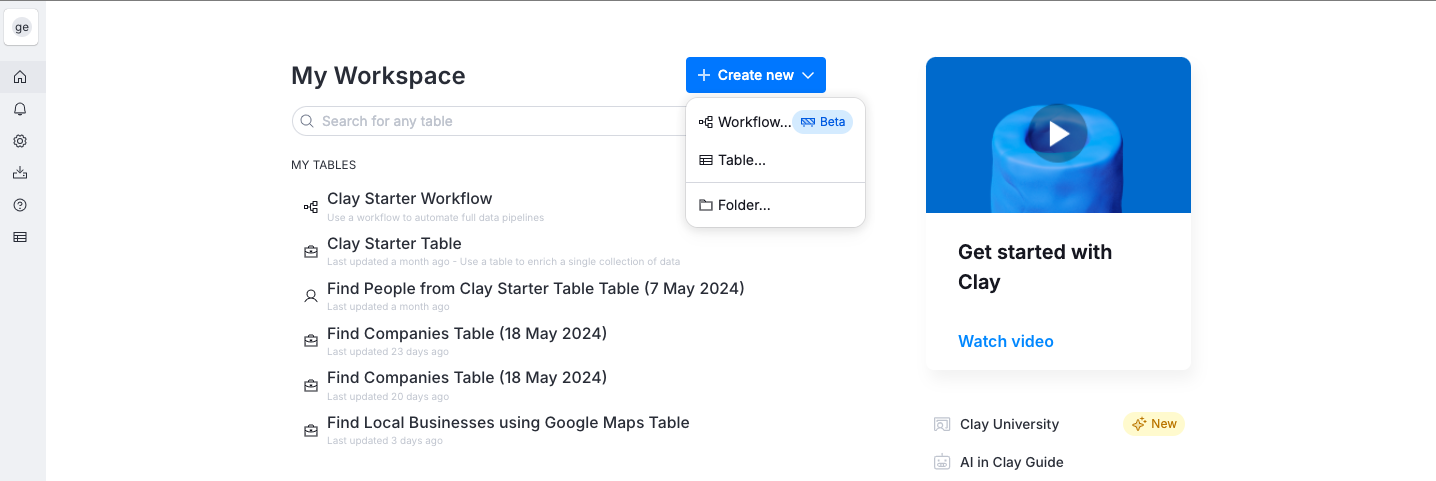 ge
My Workspace
Create new
Search for any table
Workflow... Beta
Table...
Folder...
MY TABLES
Clay Starter Workflow
Use a workflow to automate full data pipelines
Clay Starter Table
Last updated a month ago - Use a table to enrich a single collection of data
Find People from Clay Starter Table Table (7 May 2024)
Last updated a month ago
Find Companies Table (18 May 2024)
Last updated 23 days ago
Find Companies Table (18 May 2024)
Last updated 20 days ago
Find Local Businesses using Google Maps Table
Last updated 3 days ago
Get started with
Clay
Watch video
Clay University New
AI in Clay Guide